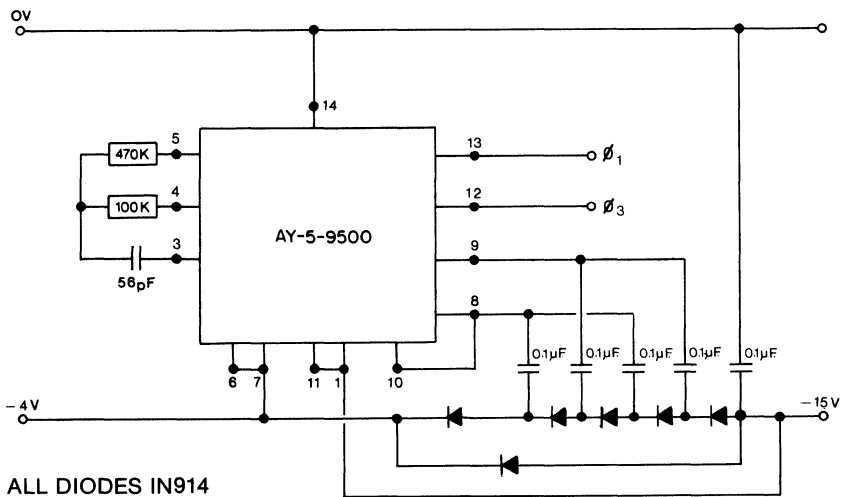 0V
14
5
470K
13
Ø1
4
100K
12
Ø3
AY-5-9500
3
9
56pF
8
0.1µF
0.1µF
0.1µF
0.1µF
0.1µF
6
7
11
1
10
-4V
-15V
ALL DIODES IN914